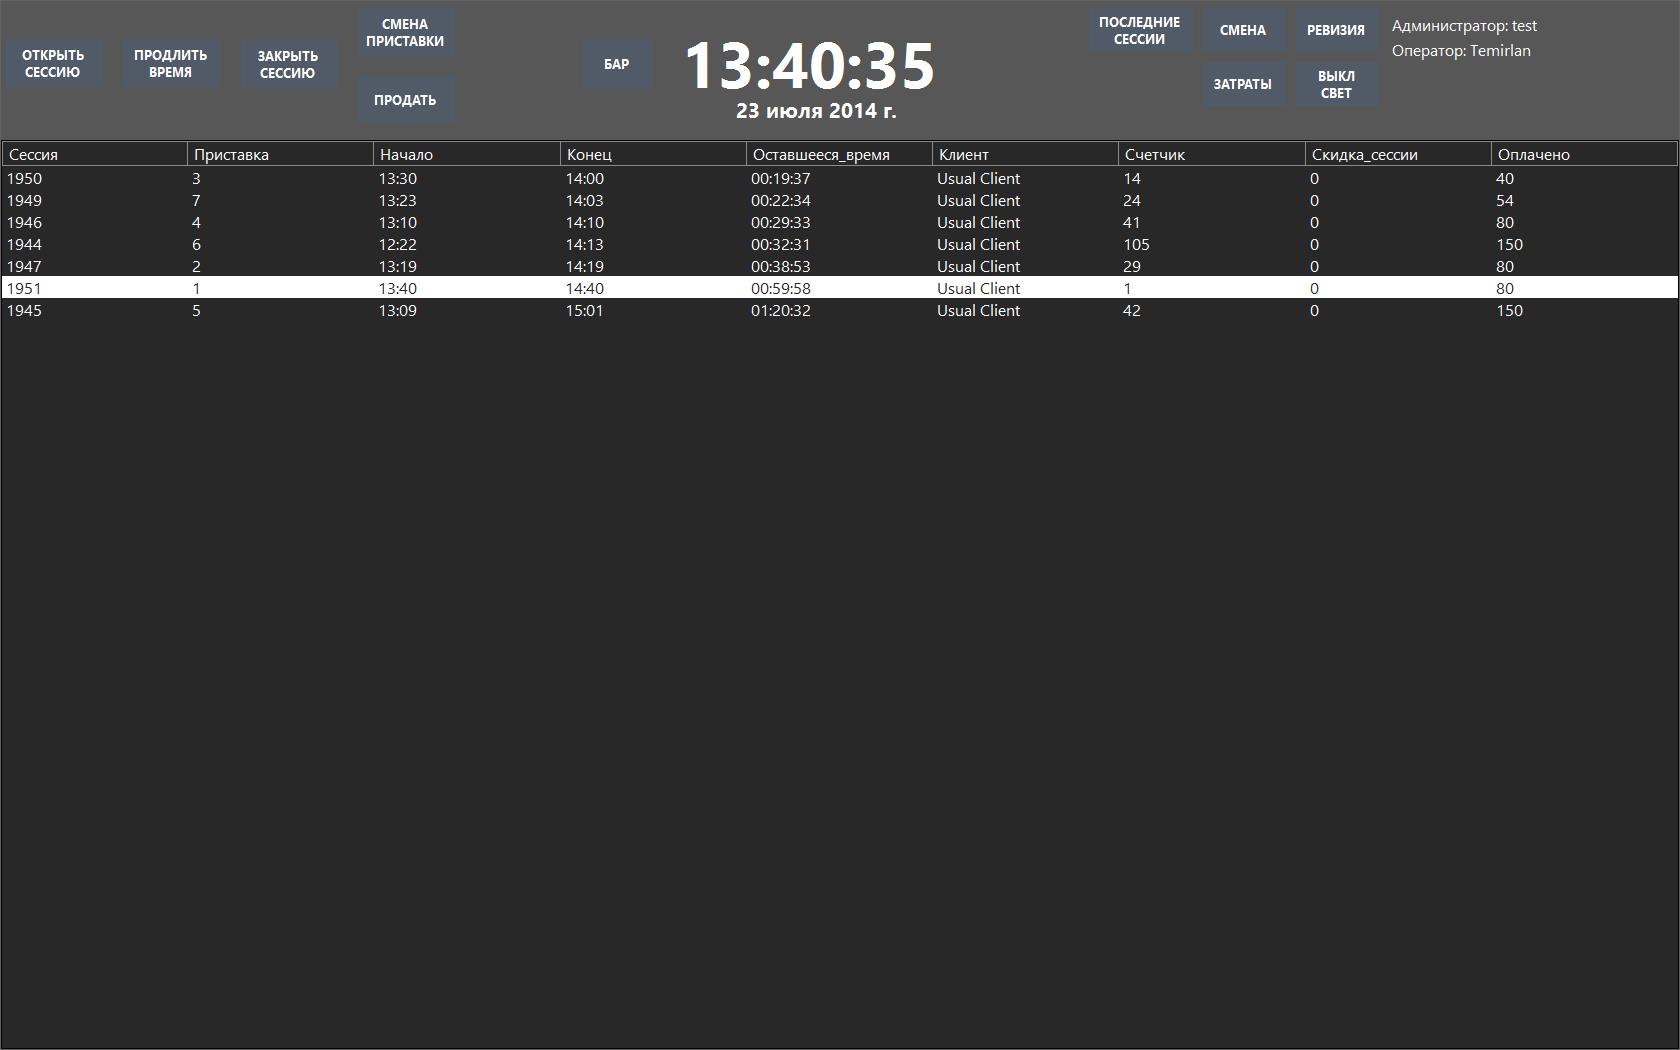 ОТКРЫТЬ
СЕССИЮ
ПРОДЛИТЬ
ВРЕМЯ
ЗАКРЫТЬ
СЕССИЮ
СМЕНА
ПРИСТАВКИ
ПРОДАТЬ
БАР
13:40:35
23 июля 2014 г.
ПОСЛЕДНИЕ
СЕССИИ
СМЕНА
РЕВИЗИЯ
ЗАТРАТЫ
ВЫКЛ
СВЕТ
Администратор: test
Оператор: Temirlan
Сессия Приставка Начало Конец Оставшееся_время Клиент Счетчик Скидка_сессии Оплачено
1950 3 13:30 14:00 00:19:37 Usual Client 14 0 40
1949 7 13:23 14:03 00:22:34 Usual Client 24 0 54
1946 4 13:10 14:10 00:29:33 Usual Client 41 0 80
1944 6 12:22 14:13 00:32:31 Usual Client 105 0 150
1947 2 13:19 14:19 00:38:53 Usual Client 29 0 80
1951 1 13:40 14:40 00:59:58 Usual Client 1 0 80
1945 5 13:09 15:01 01:20:32 Usual Client 42 0 150